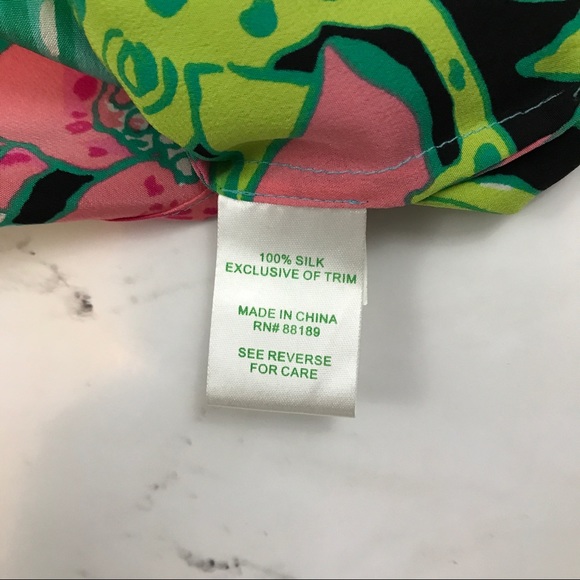 100% SILK
EXCLUSIVE OF TRIM
MADE IN CHINA
RN# 88189
SEE REVERSE
FOR CARE